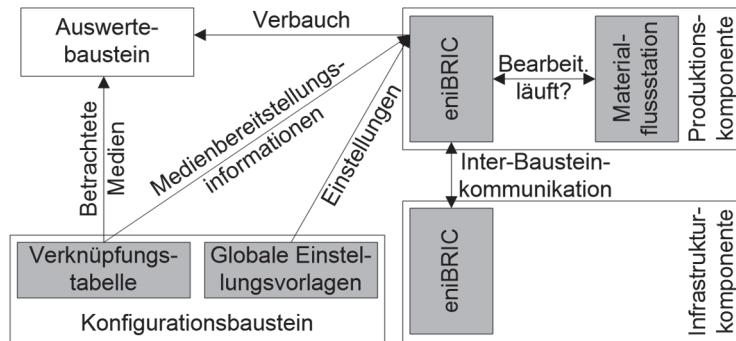 Auswerte-
baustein
Verbauch
eniBRIC
Bearbeit.
läuft?
Material-
flussstation
Produktions-
komponente
Betrachtete
Medien
Medienbereitstellungs-
informationen
Einstellungen
Inter-Baustein-
kommunikation
Verknüpfungs-
tabelle
Globale Einstel-
lungsvorlagen
Konfigurationsbaustein
eniBRIC
Infrastruktur-
komponente